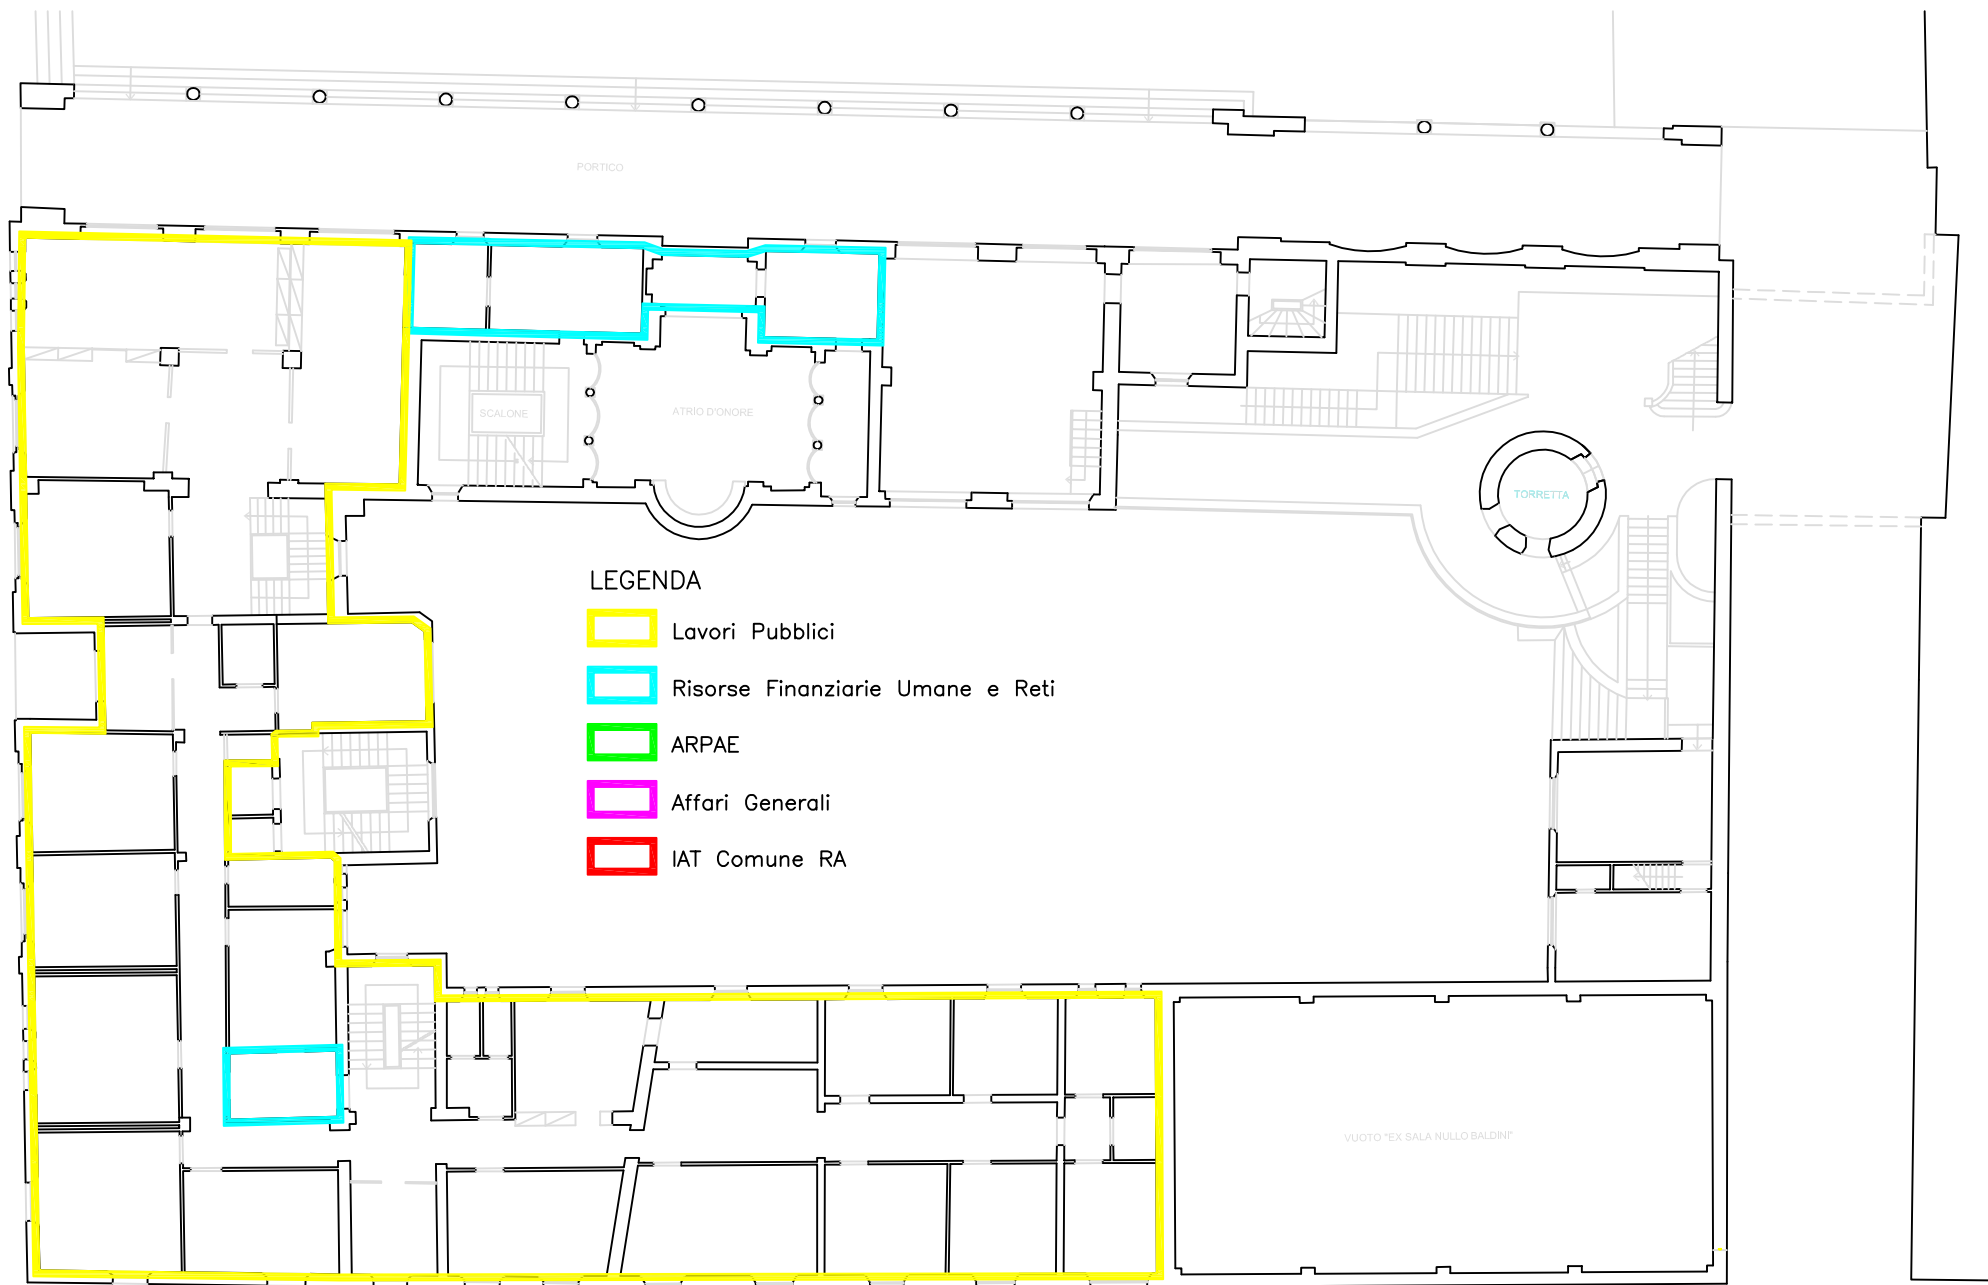 PORTICO
SCALONE
ATRIO D'ONORE
TORRETTA
LEGENDA
Lavori Pubblici
Risorse Finanziarie Umane e Reti
ARPAE
Affari Generali
IAT Comune RA
VUOTO "EX SALA NULLO BALDINI"